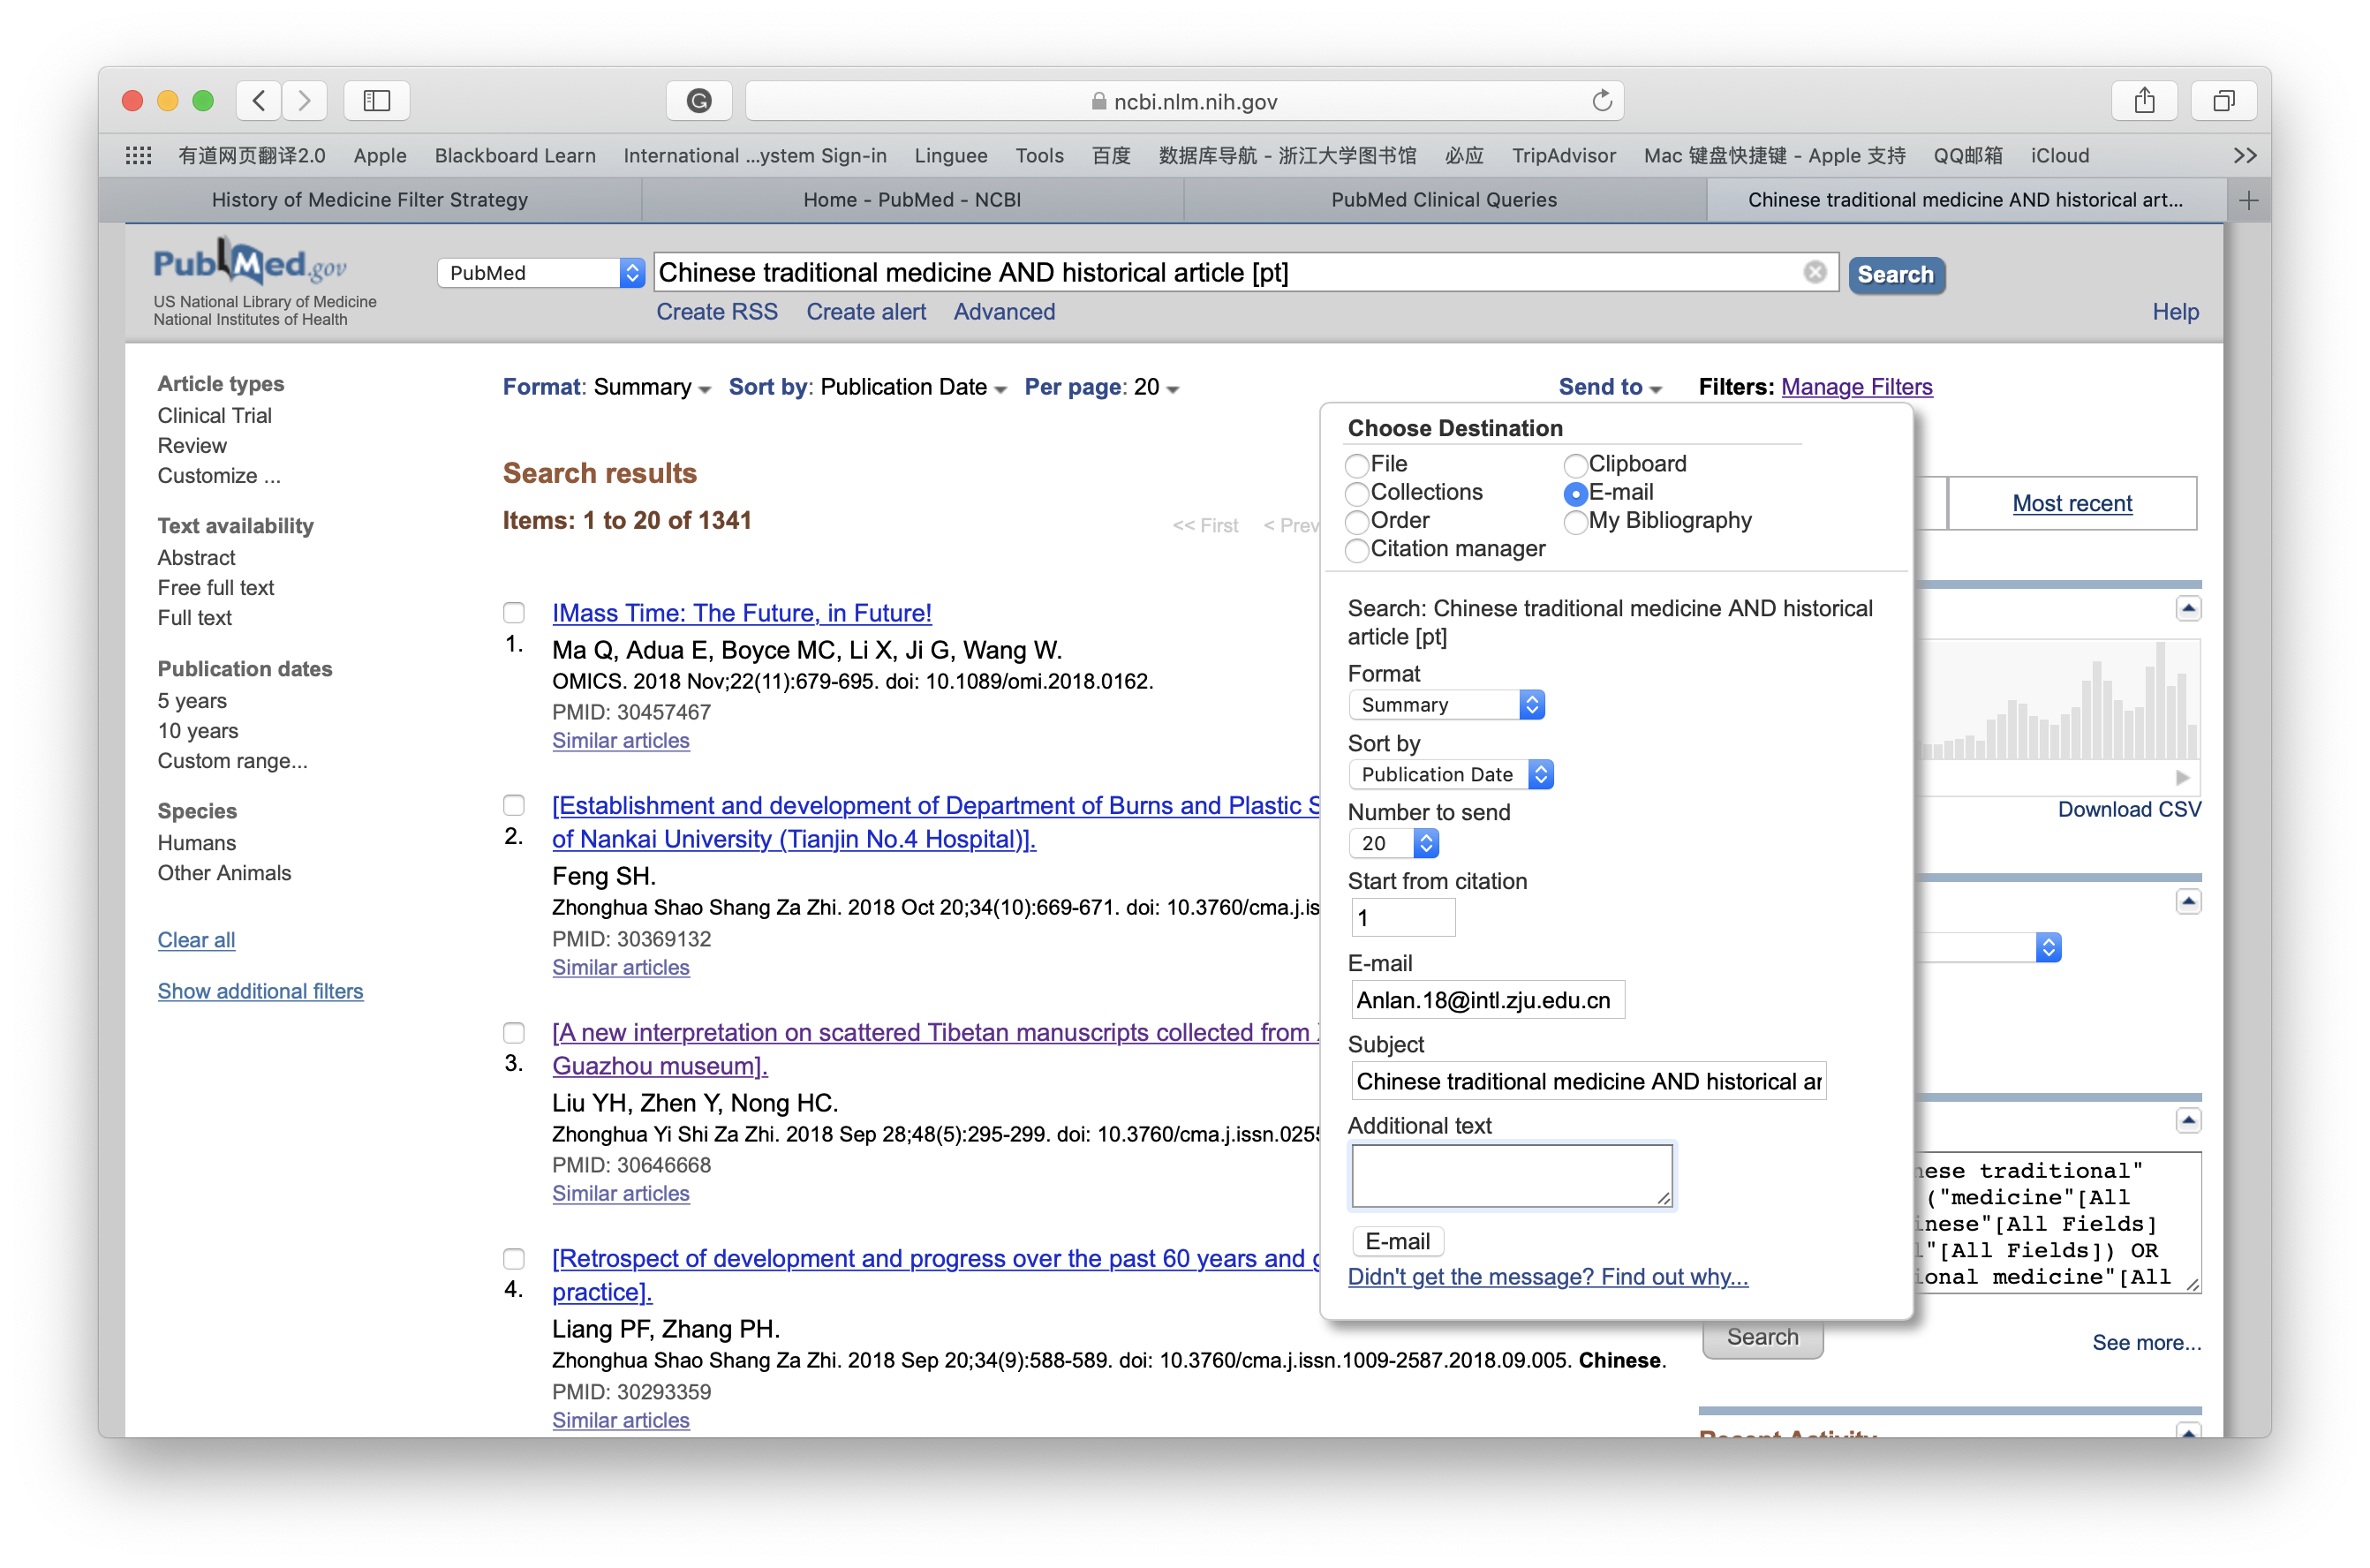 ncbi.nlm.nih.gov
有道网页翻译2.0 Apple Blackboard Learn International ...ystem Sign-in Linguee Tools 百度 数据库导航 - 浙江大学图书馆 必应 TripAdvisor Mac 键盘快捷键 - Apple 支持 QQ邮箱 iCloud >>
History of Medicine Filter Strategy Home - PubMed - NCBI PubMed Clinical Queries Chinese traditional medicine AND historical art... +
PubMed.gov
US National Library of Medicine
National Institutes of Health
PubMed Chinese traditional medicine AND historical article [pt] Search
Create RSS Create alert Advanced Help
Article types
Clinical Trial
Review
Customize ...
Text availability
Abstract
Free full text
Full text
Publication dates
5 years
10 years
Custom range...
Species
Humans
Other Animals
Clear all
Show additional filters
Format: Summary Sort by: Publication Date Per page: 20 Send to Filters: Manage Filters
Search results
Items: 1 to 20 of 1341
<< First < Prev
1. IMass Time: The Future, in Future!
Ma Q, Adua E, Boyce MC, Li X, Ji G, Wang W.
OMICS. 2018 Nov;22(11):679-695. doi: 10.1089/omi.2018.0162.
PMID: 30457467
Similar articles
2. [Establishment and development of Department of Burns and Plastic S
of Nankai University (Tianjin No.4 Hospital)].
Feng SH.
Zhonghua Shao Shang Za Zhi. 2018 Oct 20;34(10):669-671. doi: 10.3760/cma.j.is
PMID: 30369132
Similar articles
3. [A new interpretation on scattered Tibetan manuscripts collected from
Guazhou museum].
Liu YH, Zhen Y, Nong HC.
Zhonghua Yi Shi Za Zhi. 2018 Sep 28;48(5):295-299. doi: 10.3760/cma.j.issn.0255
PMID: 30646668
Similar articles
4. [Retrospect of development and progress over the past 60 years and
practice].
Liang PF, Zhang PH.
Zhonghua Shao Shang Za Zhi. 2018 Sep 20;34(9):588-589. doi: 10.3760/cma.j.issn.1009-2587.2018.09.005. Chinese.
PMID: 30293359
Similar articles
Choose Destination
File Clipboard
Collections E-mail
Order My Bibliography
Citation manager
Search: Chinese traditional medicine AND historical
article [pt]
Format
Summary
Sort by
Publication Date
Number to send
20
Start from citation
1
E-mail
Anlan.18@intl.zju.edu.cn
Subject
Chinese traditional medicine AND historical ar
Additional text
E-mail
Didn't get the message? Find out why...
Most recent
Download CSV
nese traditional"
("medicine"[All
inese"[All Fields]
l"[All Fields]) OR
ional medicine"[All
Search See more...
Recent Activity